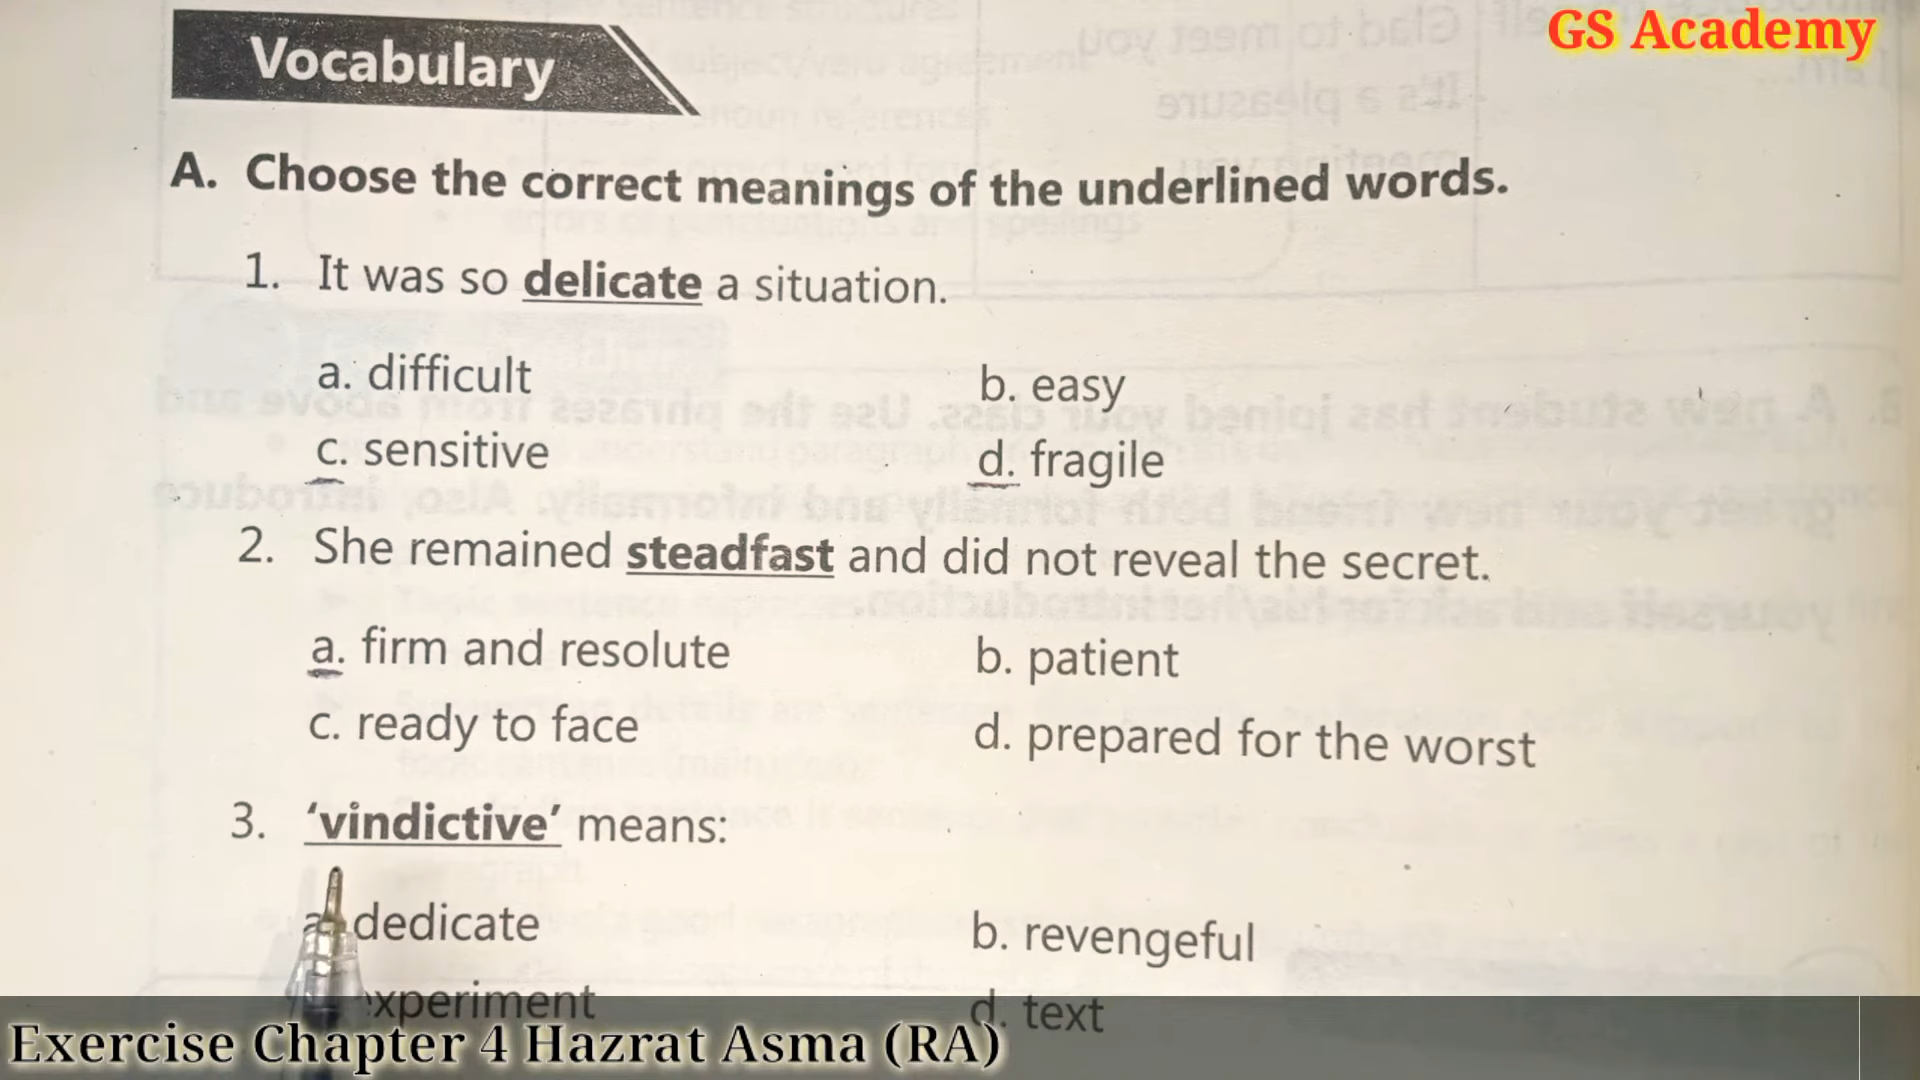 GS Academy
Vocabulary
A. Choose the correct meanings of the underlined words.
1. It was so delicate a situation.
a. difficult b. easy
c. sensitive d. fragile
2. She remained steadfast and did not reveal the secret.
a. firm and resolute b. patient
c. ready to face d. prepared for the worst
3. ‘vindictive’ means:
a. dedicate b. revengeful
experiment d. text
Exercise Chapter 4 Hazrat Asma (RA)